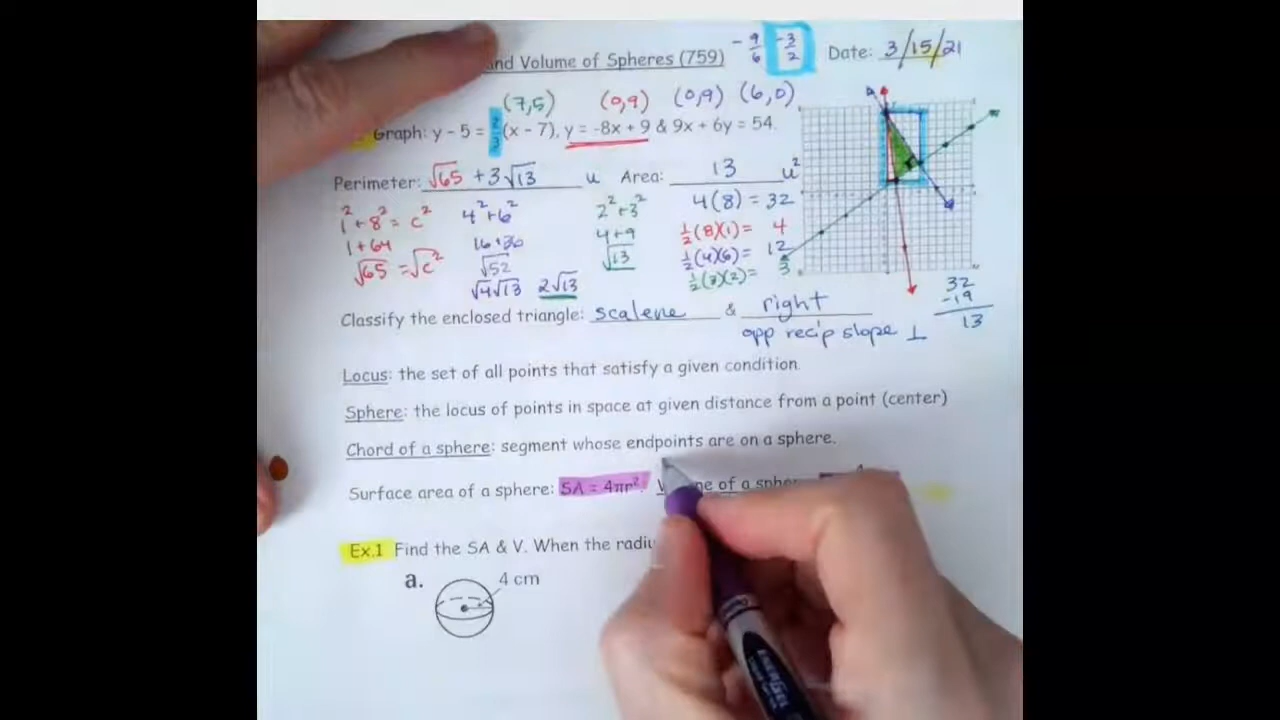 and Volume of Spheres (759) - 9/6 -3/2 Date: 3/15/21
(7,5) (0,9) (0,9) (6,0)
Graph: y - 5 = 2/3 (x - 7), y = -8x + 9 & 9x + 6y = 54.
Perimeter: √65 + 3√13 u Area: 13 u²
1² + 8² = c² 4² + 6² 2² + 3² 4(8) = 32
1 + 64 16 + 36 4 + 9 ½(8)(1) = 4
√65 = √c² √52 √13 ½(4)(6) = 12
√4√13 2√13 ½(3)(2) = 3
32
-19
13
Classify the enclosed triangle: scalene & right
opp recip slope ⊥
Locus: the set of all points that satisfy a given condition.
Sphere: the locus of points in space at given distance from a point (center)
Chord of a sphere: segment whose endpoints are on a sphere.
Surface area of a sphere: SA = 4πr². of a
Ex.1 Find the SA & V. When the
a. 4 cm